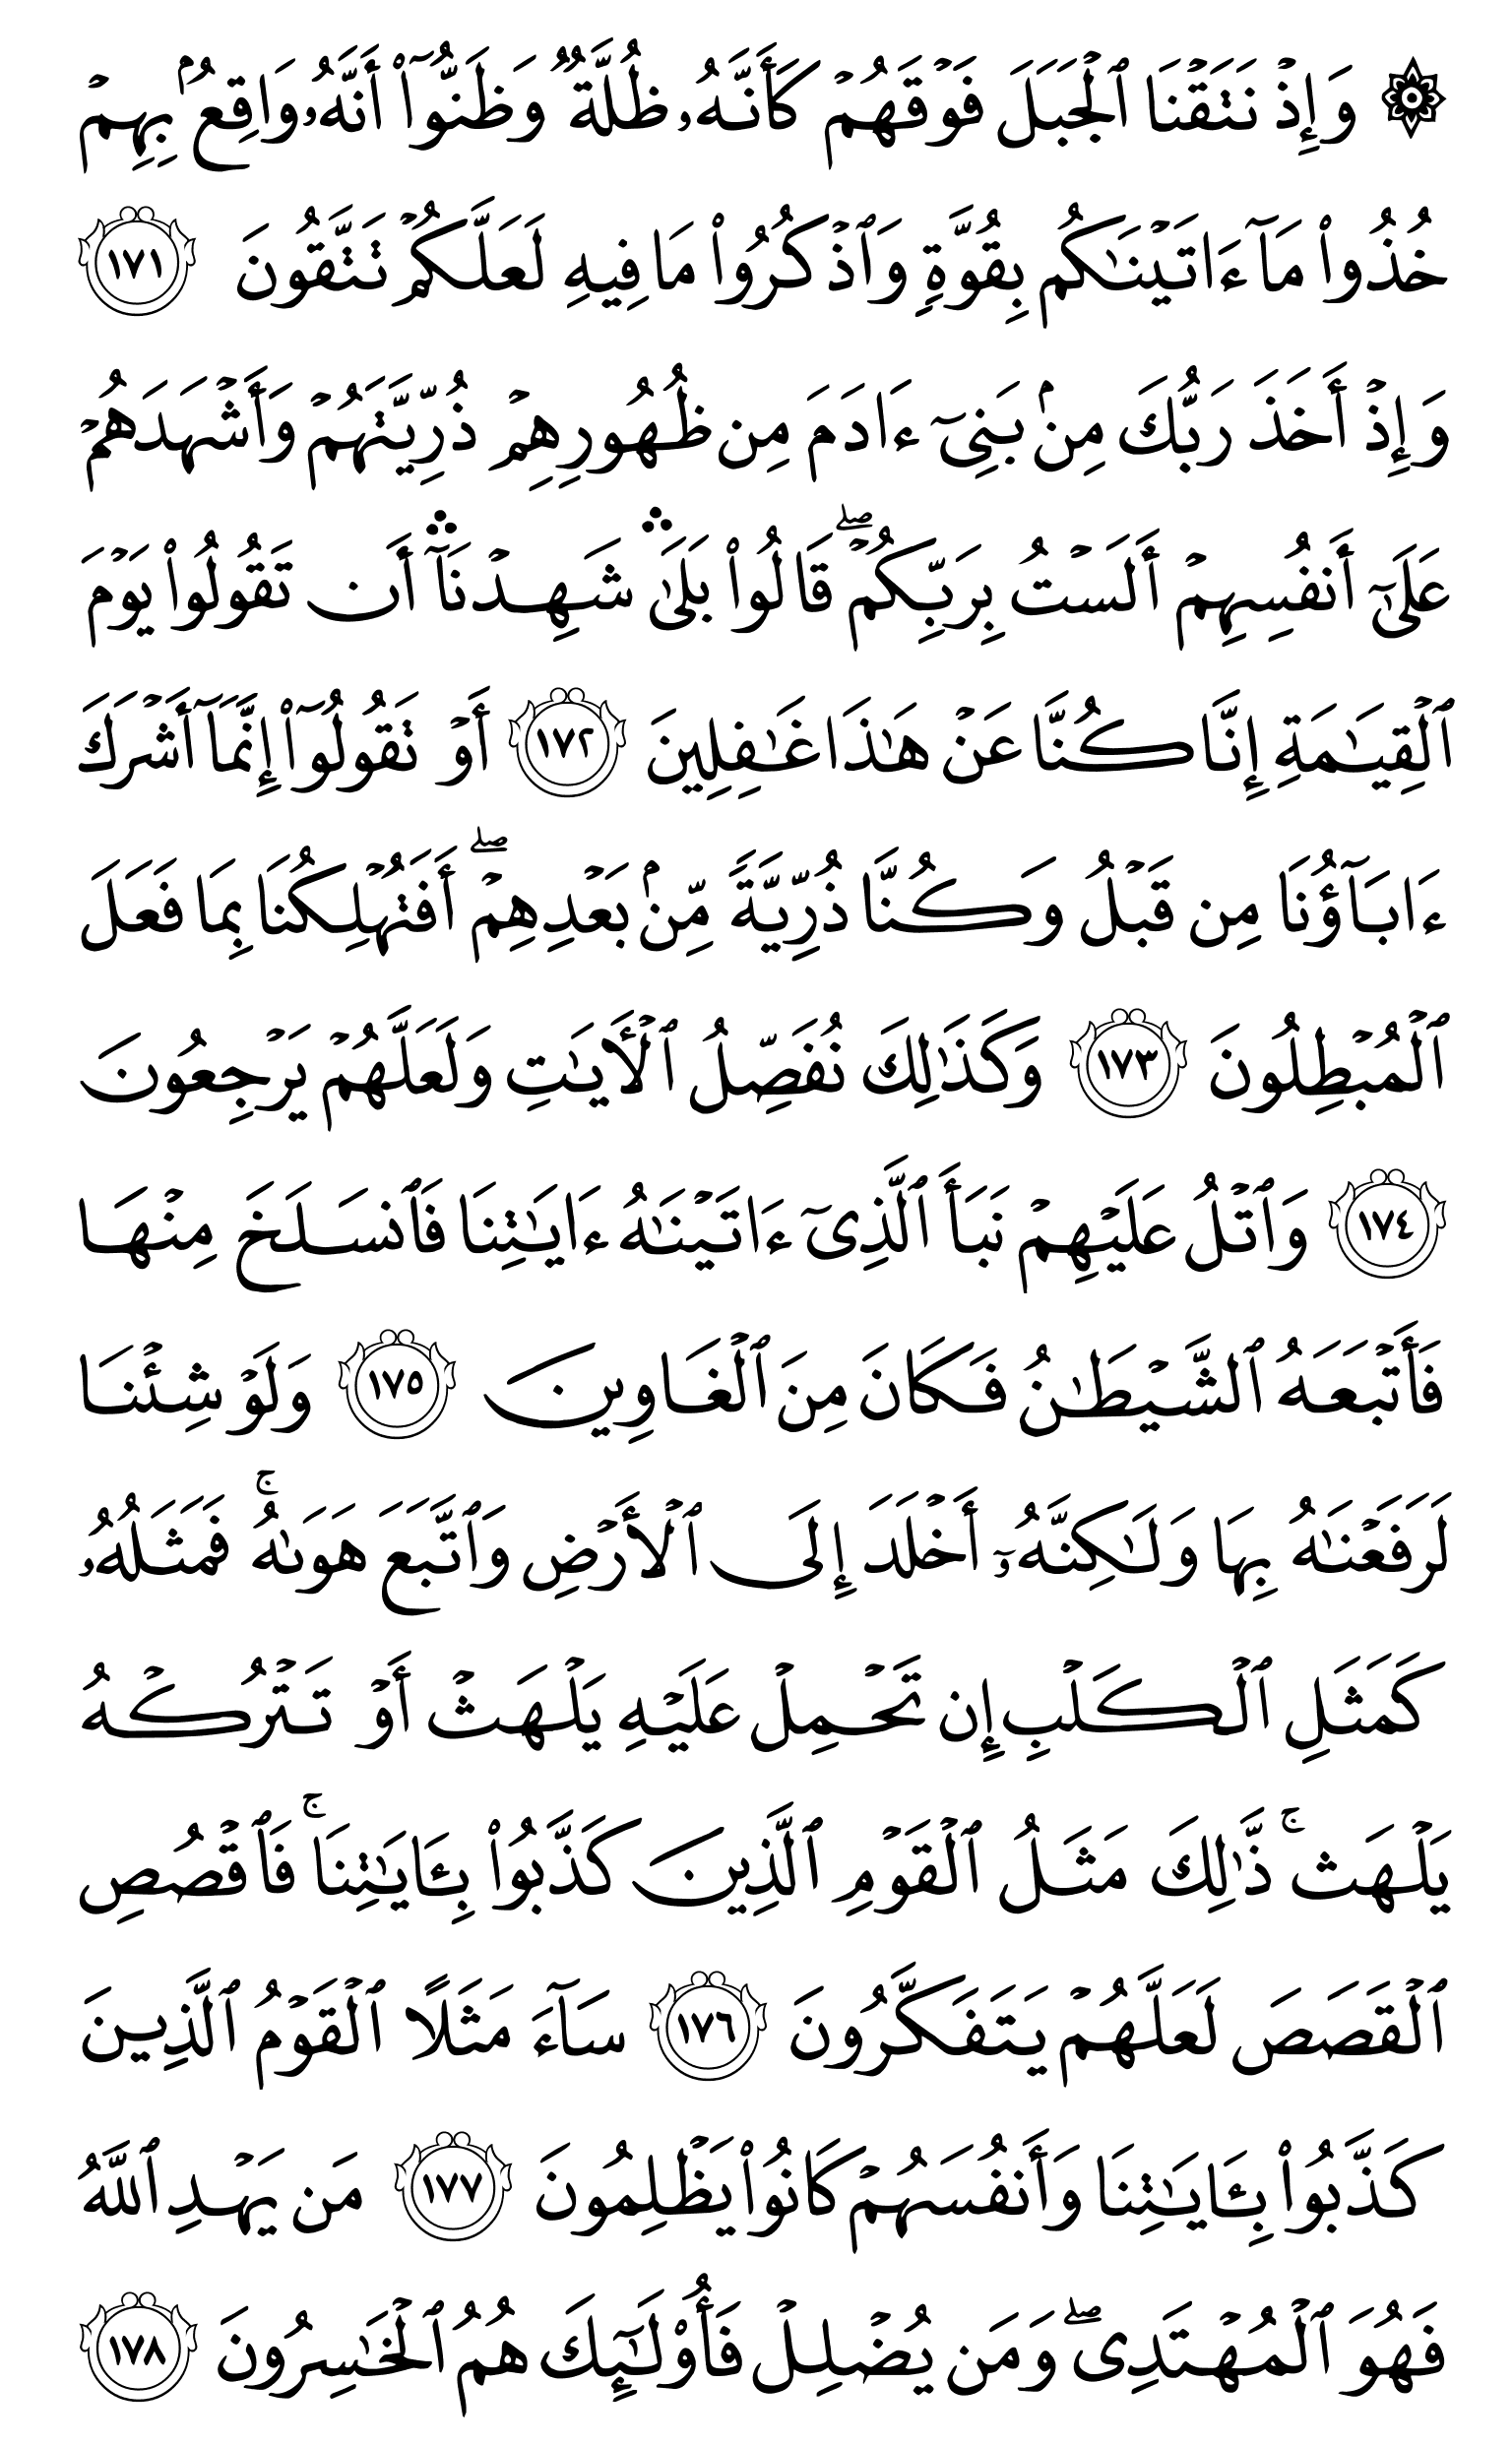 ۞ وَإِذۡ نَتَقۡنَا ٱلۡجَبَلَ فَوۡقَهُمۡ كَأَنَّهُۥ ظُلَّةٞ وَظَنُّوٓاْ أَنَّهُۥ وَاقِعُۢ بِهِمۡ
خُذُواْ مَآ ءَاتَيۡنَٰكُم بِقُوَّةٖ وَٱذۡكُرُواْ مَا فِيهِ لَعَلَّكُمۡ تَتَّقُونَ ١٧١
وَإِذۡ أَخَذَ رَبُّكَ مِنۢ بَنِيٓ ءَادَمَ مِن ظُهُورِهِمۡ ذُرِّيَّتَهُمۡ وَأَشۡهَدَهُمۡ
عَلَىٰٓ أَنفُسِهِمۡ أَلَسۡتُ بِرَبِّكُمۡۖ قَالُواْ بَلَىٰۛ شَهِدۡنَآۛ أَن تَقُولُواْ يَوۡمَ
ٱلۡقِيَٰمَةِ إِنَّا كُنَّا عَنۡ هَٰذَا غَٰفِلِينَ ١٧٢ أَوۡ تَقُولُوٓاْ إِنَّمَآ أَشۡرَكَ
ءَابَآؤُنَا مِن قَبۡلُ وَكُنَّا ذُرِّيَّةٗ مِّنۢ بَعۡدِهِمۡۖ أَفَتُهۡلِكُنَا بِمَا فَعَلَ
ٱلۡمُبۡطِلُونَ ١٧٣ وَكَذَٰلِكَ نُفَصِّلُ ٱلۡأٓيَٰتِ وَلَعَلَّهُمۡ يَرۡجِعُونَ
١٧٤ وَٱتۡلُ عَلَيۡهِمۡ نَبَأَ ٱلَّذِيٓ ءَاتَيۡنَٰهُ ءَايَٰتِنَا فَٱنسَلَخَ مِنۡهَا
فَأَتۡبَعَهُ ٱلشَّيۡطَٰنُ فَكَانَ مِنَ ٱلۡغَاوِينَ ١٧٥ وَلَوۡ شِئۡنَا
لَرَفَعۡنَٰهُ بِهَا وَلَٰكِنَّهُۥٓ أَخۡلَدَ إِلَى ٱلۡأَرۡضِ وَٱتَّبَعَ هَوَىٰهُۚ فَمَثَلُهُۥ
كَمَثَلِ ٱلۡكَلۡبِ إِن تَحۡمِلۡ عَلَيۡهِ يَلۡهَثۡ أَوۡ تَتۡرُكۡهُ
يَلۡهَثۚ ذَّٰلِكَ مَثَلُ ٱلۡقَوۡمِ ٱلَّذِينَ كَذَّبُواْ بِـَٔايَٰتِنَاۚ فَٱقۡصُصِ
ٱلۡقَصَصَ لَعَلَّهُمۡ يَتَفَكَّرُونَ ١٧٦ سَآءَ مَثَلًا ٱلۡقَوۡمُ ٱلَّذِينَ
كَذَّبُواْ بِـَٔايَٰتِنَا وَأَنفُسَهُمۡ كَانُواْ يَظۡلِمُونَ ١٧٧ مَن يَهۡدِ ٱللَّهُ
فَهُوَ ٱلۡمُهۡتَدِيۖ وَمَن يُضۡلِلۡ فَأُوْلَٰٓئِكَ هُمُ ٱلۡخَٰسِرُونَ ١٧٨